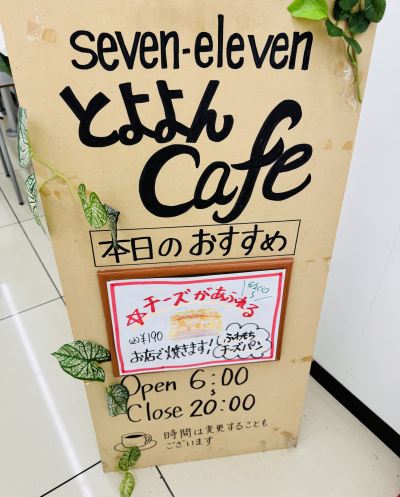 seven-eleven
とよよん
Cafe
本日のおすすめ
6:00
チーズがあふれる
¥190
お店で焼きます!
ふわもち
チーズパン
Open 6:00
Close 20:00
時間は変更することも
ございます